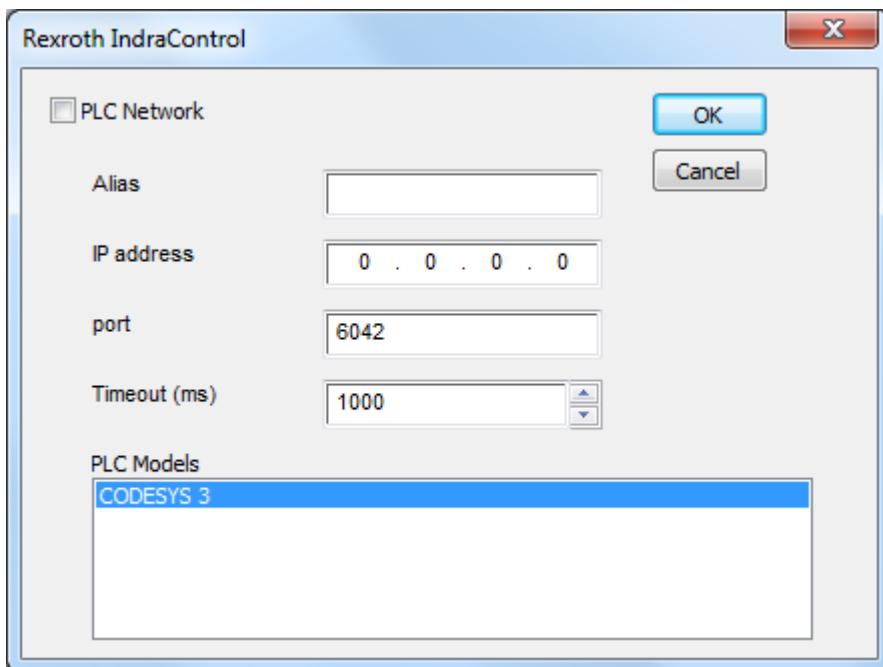 Rexroth IndraControl
PLC Network
OK
Cancel
Alias
IP address
0 . 0 . 0 . 0
port
6042
Timeout (ms)
1000
PLC Models
CODESYS 3